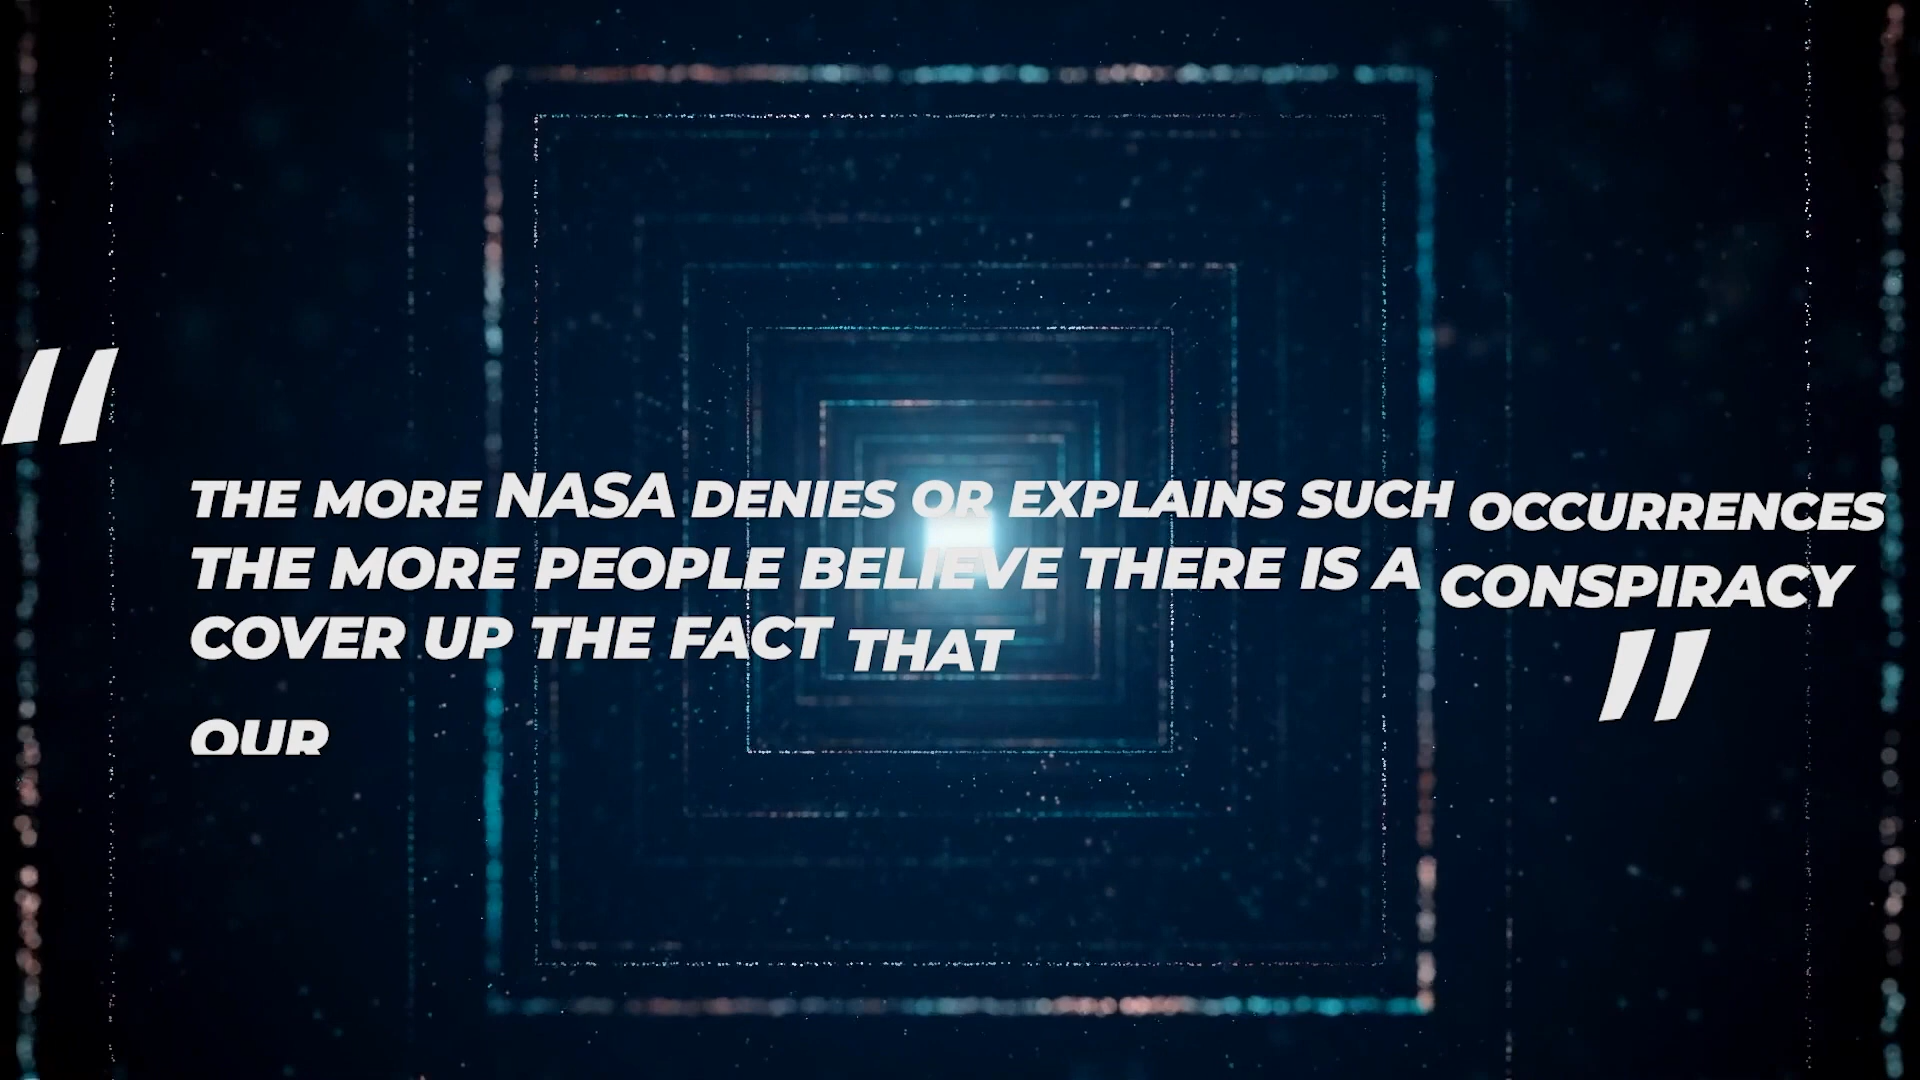 “
THE MORE NASA DENIES OR EXPLAINS SUCH OCCURRENCES
THE MORE PEOPLE BELIEVE THERE IS A CONSPIRACY
COVER UP THE FACT THAT
”
OUR